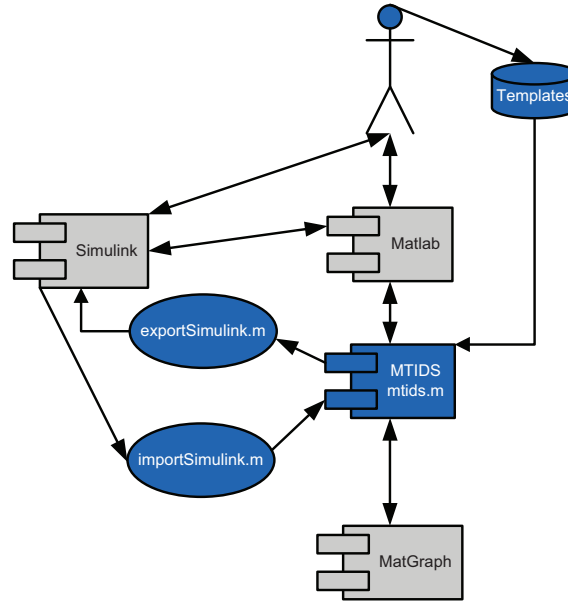 Templates
Simulink
Matlab
exportSimulink.m
MTIDS
mtids.m
importSimulink.m
MatGraph